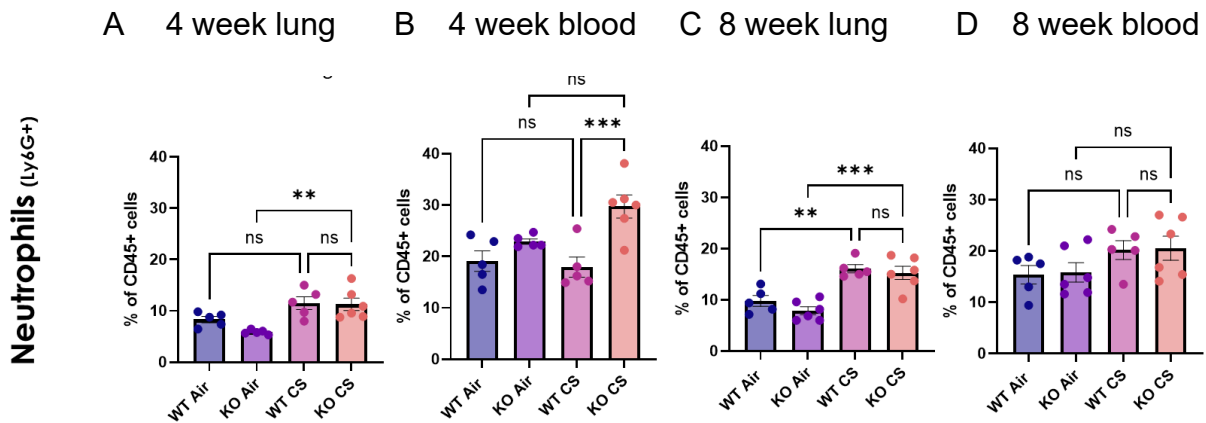 A 4 week lung B 4 week blood C 8 week lung D 8 week blood
Neutrophils (Ly6G+)
% of CD45+ cells
40
30
20
10
0
**
ns
ns
WT Air
KO Air
WT CS
KO CS
% of CD45+ cells
40
30
20
10
0
ns
ns
***
WT Air
KO Air
WT CS
KO CS
% of CD45+ cells
40
30
20
10
0
***
**
ns
WT Air
KO Air
WT CS
KO CS
% of CD45+ cells
40
30
20
10
0
ns
ns
ns
WT Air
KO Air
WT CS
KO CS